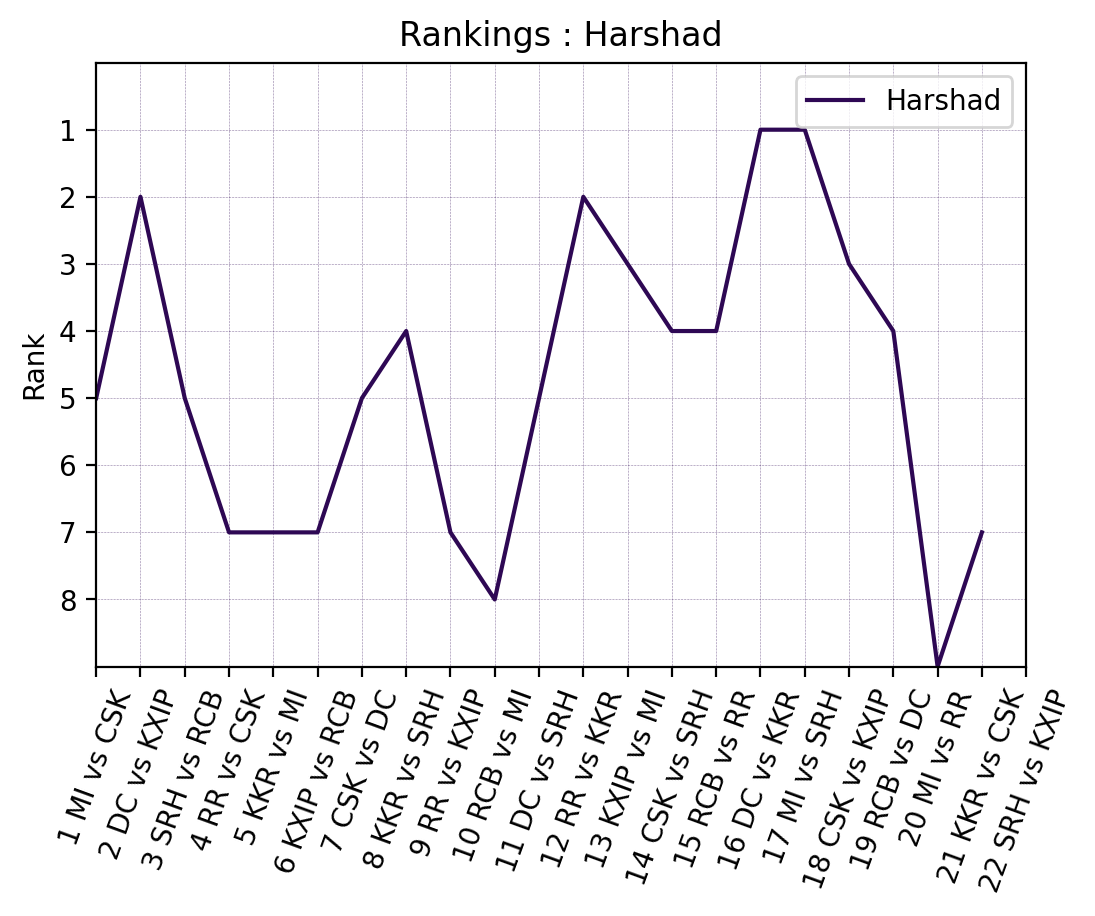 Rankings : Harshad
Harshad
Rank
1
2
3
4
5
6
7
8
1 MI vs CSK
2 DC vs KXIP
3 SRH vs RCB
4 RR vs CSK
5 KKR vs MI
6 KXIP vs RCB
7 CSK vs DC
8 KKR vs SRH
9 RR vs KXIP
10 RCB vs MI
11 DC vs SRH
12 RR vs KKR
13 KXIP vs MI
14 CSK vs SRH
15 RCB vs RR
16 DC vs KKR
17 MI vs SRH
18 CSK vs KXIP
19 RCB vs DC
20 MI vs RR
21 KKR vs CSK
22 SRH vs KXIP